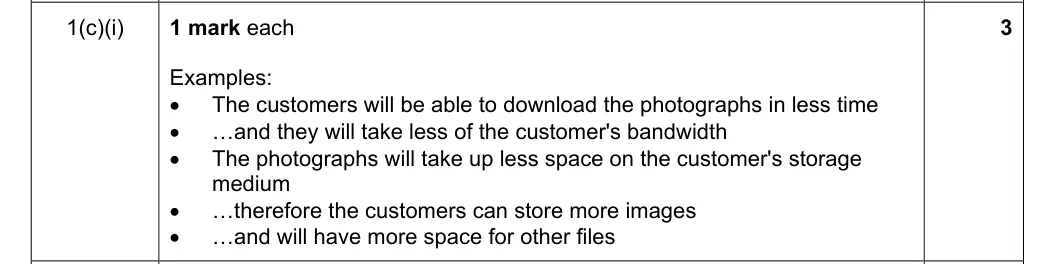 1(c)(i) 1 mark each 3
Examples:
• The customers will be able to download the photographs in less time
• …and they will take less of the customer's bandwidth
• The photographs will take up less space on the customer's storage
medium
• …therefore the customers can store more images
• …and will have more space for other files